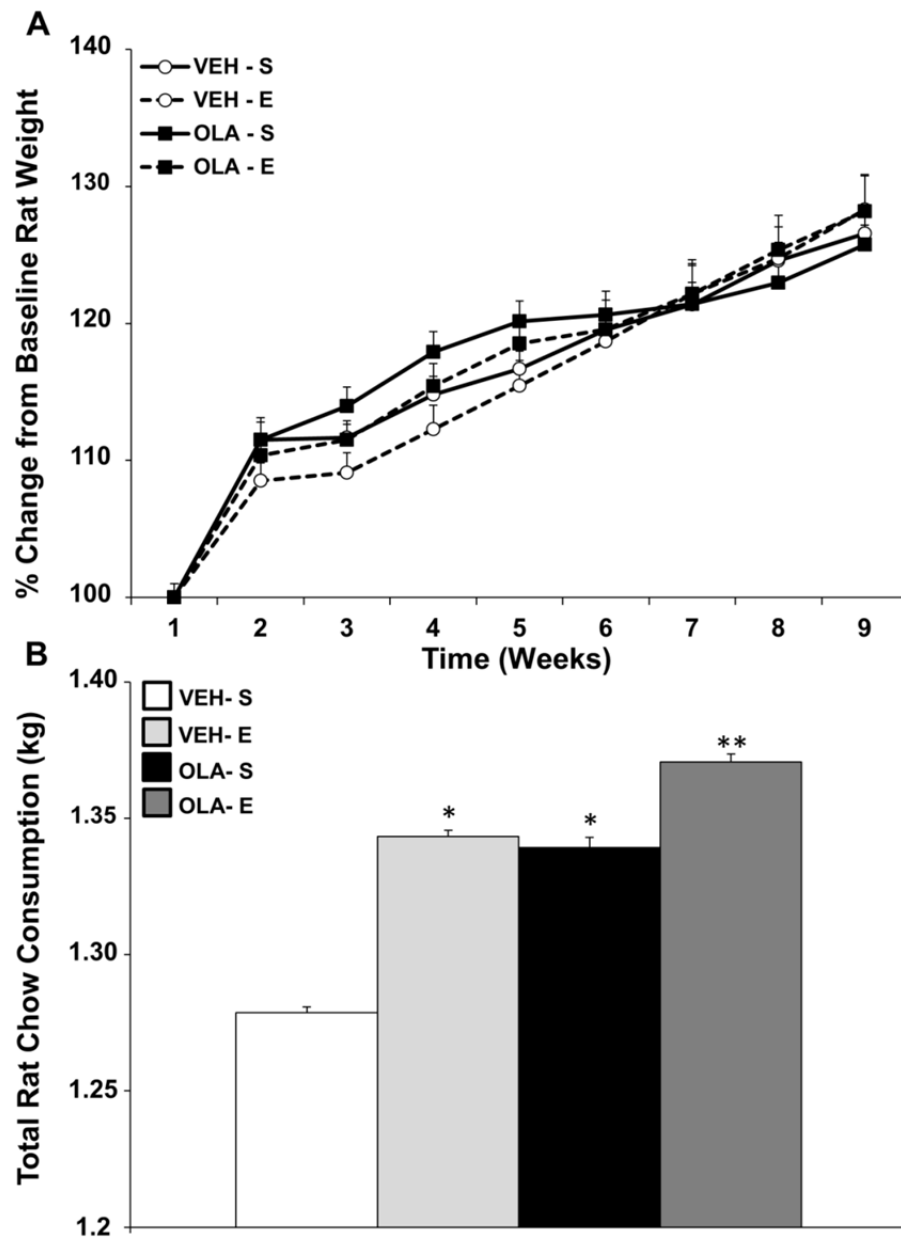 A
% Change from Baseline Rat Weight
140
130
120
110
100
VEH - S
VEH - E
OLA - S
OLA - E
1 2 3 4 5 6 7 8 9
Time (Weeks)
B
Total Rat Chow Consumption (kg)
1.40
1.35
1.30
1.25
1.2
VEH- S
VEH- E
OLA- S
OLA- E
*
*
**